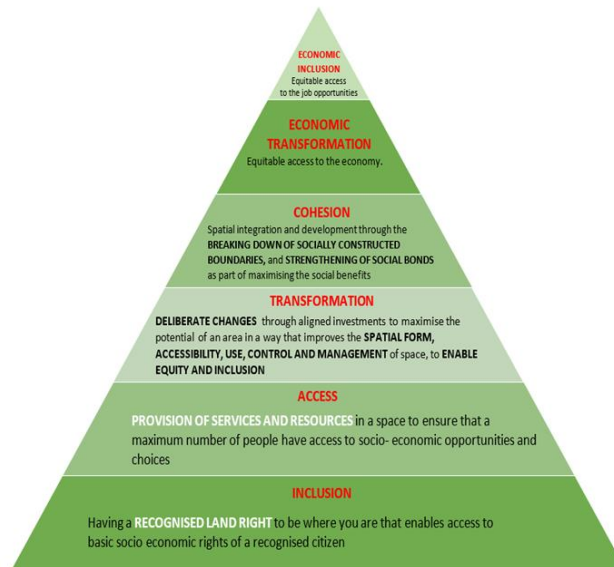 ECONOMIC
INCLUSION
Equitable access
to the job opportunities
ECONOMIC
TRANSFORMATION
Equitable access to the economy.
COHESION
Spatial integration and development through the
BREAKING DOWN OF SOCIALLY CONSTRUCTED
BOUNDARIES, and STRENGTHENING OF SOCIAL BONDS
as part of maximising the social benefits
TRANSFORMATION
DELIBERATE CHANGES through aligned investments to maximise the
potential of an area in a way that improves the SPATIAL FORM,
ACCESSIBILITY, USE, CONTROL AND MANAGEMENT of space, to ENABLE
EQUITY AND INCLUSION
ACCESS
PROVISION OF SERVICES AND RESOURCES in a space to ensure that a
maximum number of people have access to socio- economic opportunities and
choices
INCLUSION
Having a RECOGNISED LAND RIGHT to be where you are that enables access to
basic socio economic rights of a recognised citizen